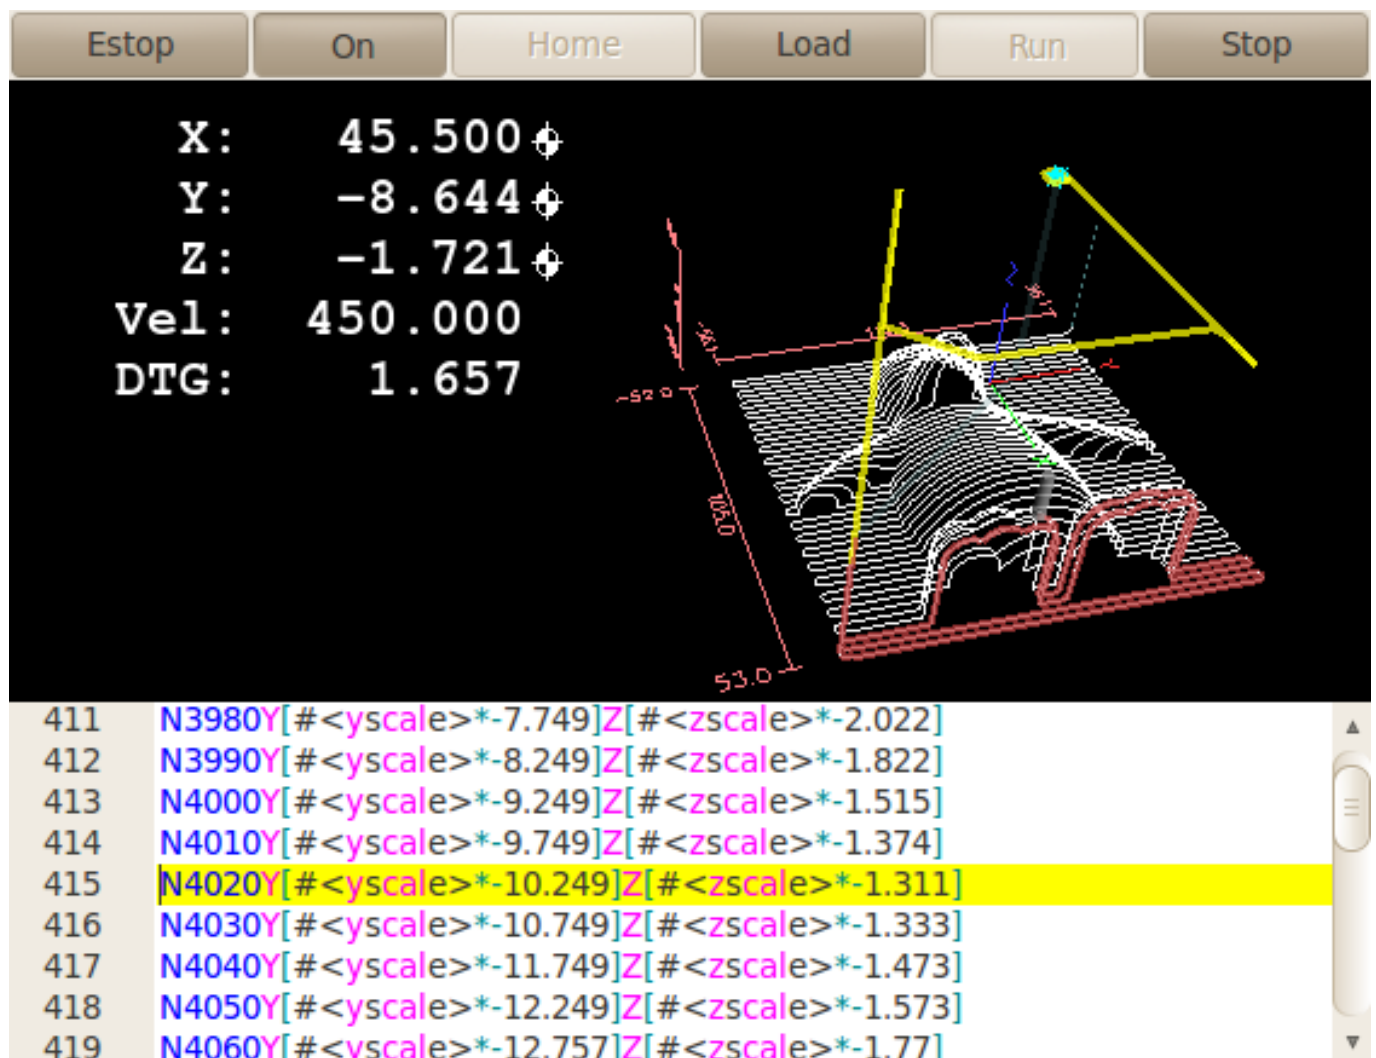 Estop On Home Load Run Stop
X: 45.500
Y: -8.644
Z: -1.721
Vel: 450.000
DTG: 1.657
105.0
53.0
411 N3980Y[#<yscale>*-7.749]Z[#<zscale>*-2.022]
412 N3990Y[#<yscale>*-8.249]Z[#<zscale>*-1.822]
413 N4000Y[#<yscale>*-9.249]Z[#<zscale>*-1.515]
414 N4010Y[#<yscale>*-9.749]Z[#<zscale>*-1.374]
415 N4020Y[#<yscale>*-10.249]Z[#<zscale>*-1.311]
416 N4030Y[#<yscale>*-10.749]Z[#<zscale>*-1.333]
417 N4040Y[#<yscale>*-11.749]Z[#<zscale>*-1.473]
418 N4050Y[#<yscale>*-12.249]Z[#<zscale>*-1.573]
419 N4060Y[#<yscale>*-12.757]Z[#<zscale>*-1.77]